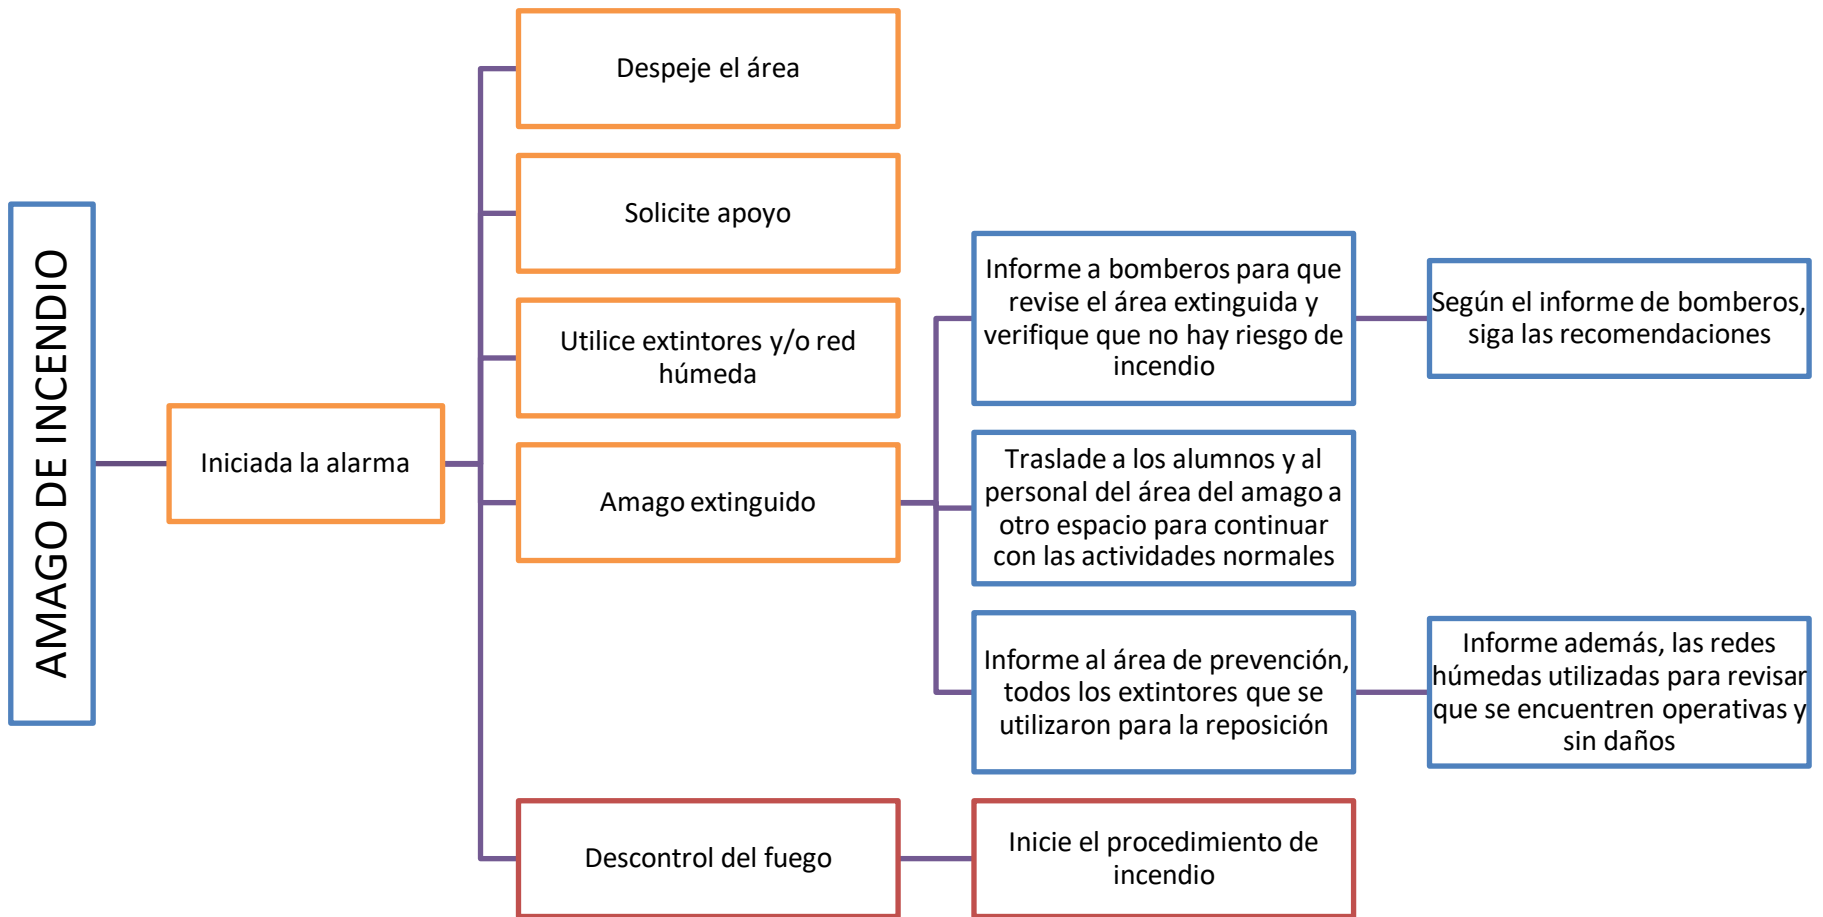 AMAGO DE INCENDIO
Iniciada la alarma
Despeje el área
Solicite apoyo
Utilice extintores y/o red
húmeda
Amago extinguido
Informe a bomberos para que
revise el área extinguida y
verifique que no hay riesgo de
incendio
Según el informe de bomberos,
siga las recomendaciones
Traslade a los alumnos y al
personal del área del amago a
otro espacio para continuar
con las actividades normales
Informe al área de prevención,
todos los extintores que se
utilizaron para la reposición
Informe además, las redes
húmedas utilizadas para revisar
que se encuentren operativas y
sin daños
Descontrol del fuego
Inicie el procedimiento de
incendio